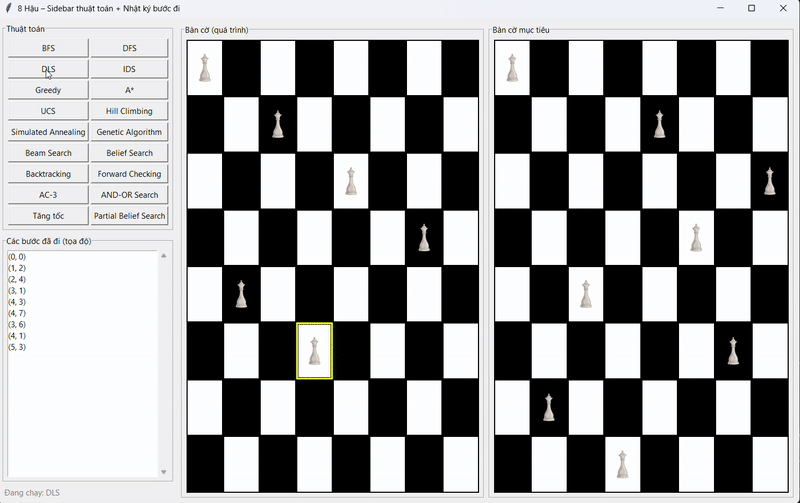 8 Hậu – Sidebar thuật toán + Nhật ký bước đi
Thuật toán
BFS DFS
DLS IDS
Greedy A*
UCS Hill Climbing
Simulated Annealing Genetic Algorithm
Beam Search Belief Search
Backtracking Forward Checking
AC-3 AND-OR Search
Tăng tốc Partial Belief Search
Các bước đã đi (tọa độ)
(0, 0)
(1, 2)
(2, 4)
(3, 1)
(4, 3)
(4, 7)
(3, 6)
(4, 1)
(5, 3)
Đang chạy: DLS
Bàn cờ (quá trình)
Bàn cờ mục tiêu